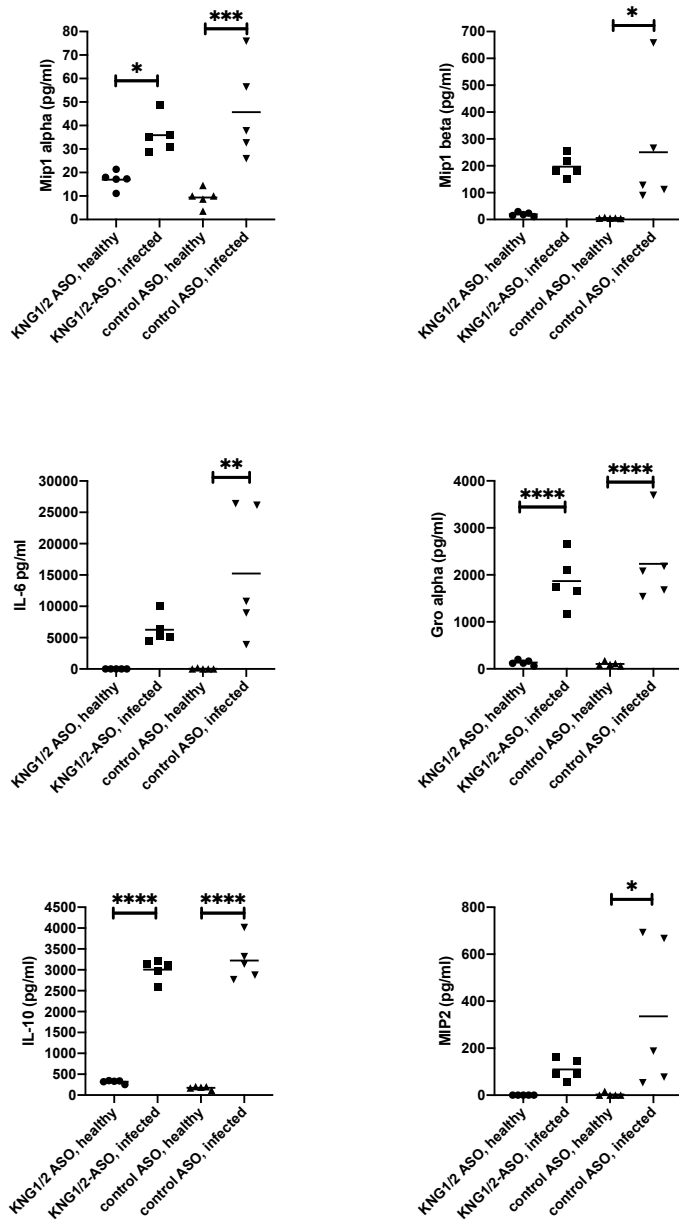 ***
*
Mip1 alpha (pg/ml)
80
70
60
50
40
30
20
10
0
KNG1/2 ASO, healthy
KNG1/2-ASO, infected
control ASO, healthy
control ASO, infected
*
Mip1 beta (pg/ml)
700
600
500
400
300
200
100
0
KNG1/2 ASO, healthy
KNG1/2-ASO, infected
control ASO, healthy
control ASO, infected
**
IL-6 pg/ml
30000
25000
20000
15000
10000
5000
0
KNG1/2 ASO, healthy
KNG1/2-ASO, infected
control ASO, healthy
control ASO, infected
****
****
Gro alpha (pg/ml)
4000
3000
2000
1000
0
KNG1/2 ASO, healthy
KNG1/2-ASO, infected
control ASO, healthy
control ASO, infected
****
****
IL-10 (pg/ml)
4500
4000
3500
3000
2500
2000
1500
1000
500
0
KNG1/2 ASO, healthy
KNG1/2-ASO, infected
control ASO, healthy
control ASO, infected
*
MIP2 (pg/ml)
800
600
400
200
0
KNG1/2 ASO, healthy
KNG1/2-ASO, infected
control ASO, healthy
control ASO, infected